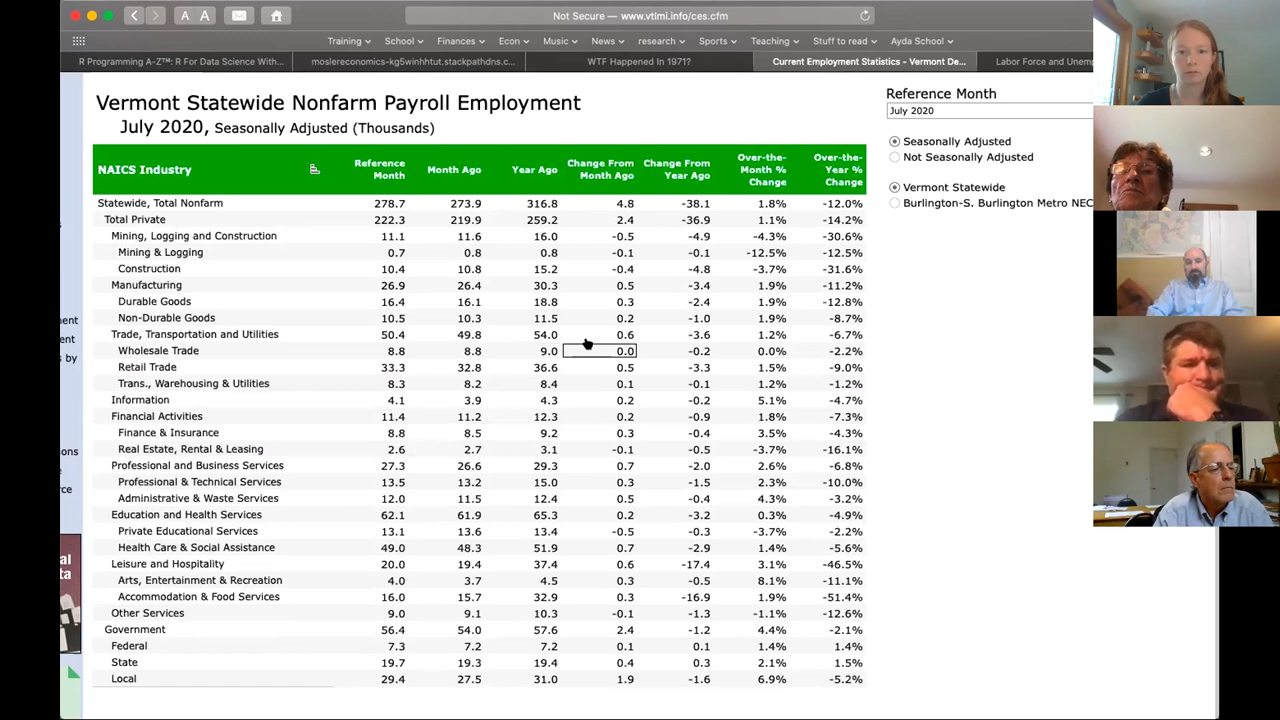 Not Secure — www.vtlmi.info/ces.cfm
A A
Training School Finances Econ Music News research Sports Teaching Stuff to read Ayda School
R Programming A-Z™: R For Data Science With... moslereconomics-kg5winhhtut.stackpathdns.c... WTF Happened In 1971? Current Employment Statistics - Vermont De... Labor Force and Unemp
Vermont Statewide Nonfarm Payroll Employment
July 2020, Seasonally Adjusted (Thousands)
Reference Month
July 2020
Seasonally Adjusted
Not Seasonally Adjusted
Vermont Statewide
Burlington-S. Burlington Metro NEC
NAICS Industry Reference Month Month Ago Year Ago Change From Month Ago Change From Year Ago Over-the-Month % Change Over-the-Year % Change
Statewide, Total Nonfarm 278.7 273.9 316.8 4.8 -38.1 1.8% -12.0%
Total Private 222.3 219.9 259.2 2.4 -36.9 1.1% -14.2%
Mining, Logging and Construction 11.1 11.6 16.0 -0.5 -4.9 -4.3% -30.6%
Mining & Logging 0.7 0.8 0.8 -0.1 -0.1 -12.5% -12.5%
Construction 10.4 10.8 15.2 -0.4 -4.8 -3.7% -31.6%
Manufacturing 26.9 26.4 30.3 0.5 -3.4 1.9% -11.2%
Durable Goods 16.4 16.1 18.8 0.3 -2.4 1.9% -12.8%
Non-Durable Goods 10.5 10.3 11.5 0.2 -1.0 1.9% -8.7%
Trade, Transportation and Utilities 50.4 49.8 54.0 0.6 -3.6 1.2% -6.7%
Wholesale Trade 8.8 8.8 9.0 0.0 -0.2 0.0% -2.2%
Retail Trade 33.3 32.8 36.6 0.5 -3.3 1.5% -9.0%
Trans., Warehousing & Utilities 8.3 8.2 8.4 0.1 -0.1 1.2% -1.2%
Information 4.1 3.9 4.3 0.2 -0.2 5.1% -4.7%
Financial Activities 11.4 11.2 12.3 0.2 -0.9 1.8% -7.3%
Finance & Insurance 8.8 8.5 9.2 0.3 -0.4 3.5% -4.3%
Real Estate, Rental & Leasing 2.6 2.7 3.1 -0.1 -0.5 -3.7% -16.1%
Professional and Business Services 27.3 26.6 29.3 0.7 -2.0 2.6% -6.8%
Professional & Technical Services 13.5 13.2 15.0 0.3 -1.5 2.3% -10.0%
Administrative & Waste Services 12.0 11.5 12.4 0.5 -0.4 4.3% -3.2%
Education and Health Services 62.1 61.9 65.3 0.2 -3.2 0.3% -4.9%
Private Educational Services 13.1 13.6 13.4 -0.5 -0.3 -3.7% -2.2%
Health Care & Social Assistance 49.0 48.3 51.9 0.7 -2.9 1.4% -5.6%
Leisure and Hospitality 20.0 19.4 37.4 0.6 -17.4 3.1% -46.5%
Arts, Entertainment & Recreation 4.0 3.7 4.5 0.3 -0.5 8.1% -11.1%
Accommodation & Food Services 16.0 15.7 32.9 0.3 -16.9 1.9% -51.4%
Other Services 9.0 9.1 10.3 -0.1 -1.3 -1.1% -12.6%
Government 56.4 54.0 57.6 2.4 -1.2 4.4% -2.1%
Federal 7.3 7.2 7.2 0.1 0.1 1.4% 1.4%
State 19.7 19.3 19.4 0.4 0.3 2.1% 1.5%
Local 29.4 27.5 31.0 1.9 -1.6 6.9% -5.2%
ent
ent
s by
ons
e
rce
al
ta